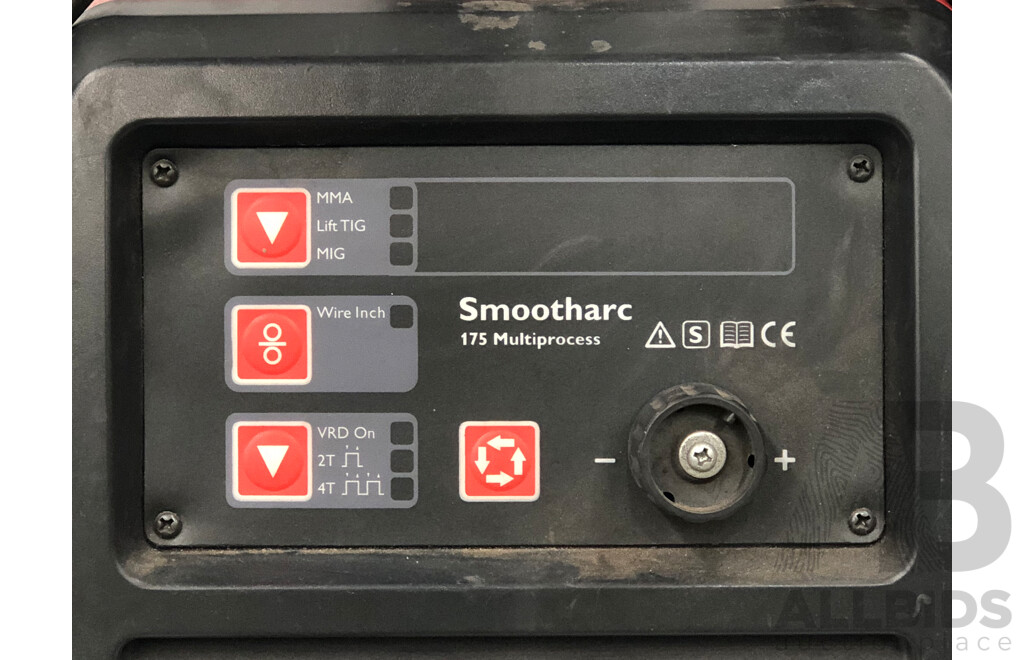 MMA
Lift TIG
MIG
Wire Inch
Smootharc
175 Multiprocess
S
CE
VRD On
2T
4T
− +
B
ALLBIDS